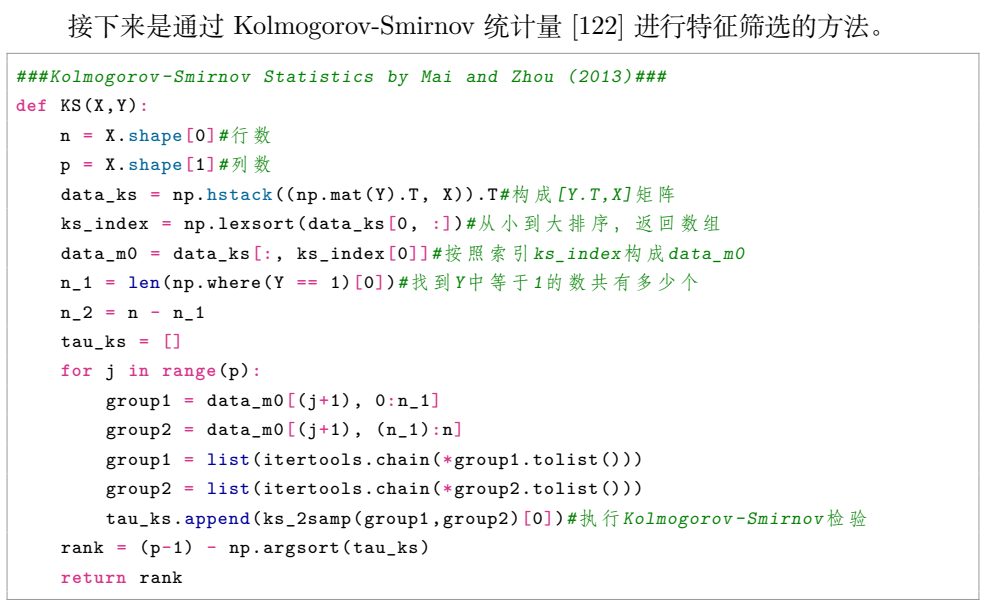 接下来是通过 Kolmogorov-Smirnov 统计量 [122] 进行特征筛选的方法。
###Kolmogorov-Smirnov Statistics by Mai and Zhou (2013)###
def KS(X,Y):
    n = X.shape[0]#行数
    p = X.shape[1]#列数
    data_ks = np.hstack((np.mat(Y).T, X)).T#构成[Y.T,X]矩阵
    ks_index = np.lexsort(data_ks[0, :])#从小到大排序, 返回数组
    data_m0 = data_ks[:, ks_index[0]]#按照索引ks_index构成data_m0
    n_1 = len(np.where(Y == 1)[0])#找到Y中等于1的数共有多少个
    n_2 = n - n_1
    tau_ks = []
    for j in range(p):
        group1 = data_m0[(j+1), 0:n_1]
        group2 = data_m0[(j+1), (n_1):n]
        group1 = list(itertools.chain(*group1.tolist()))
        group2 = list(itertools.chain(*group2.tolist()))
        tau_ks.append(ks_2samp(group1,group2)[0])#执行Kolmogorov-Smirnov检验
    rank = (p-1) - np.argsort(tau_ks)
    return rank